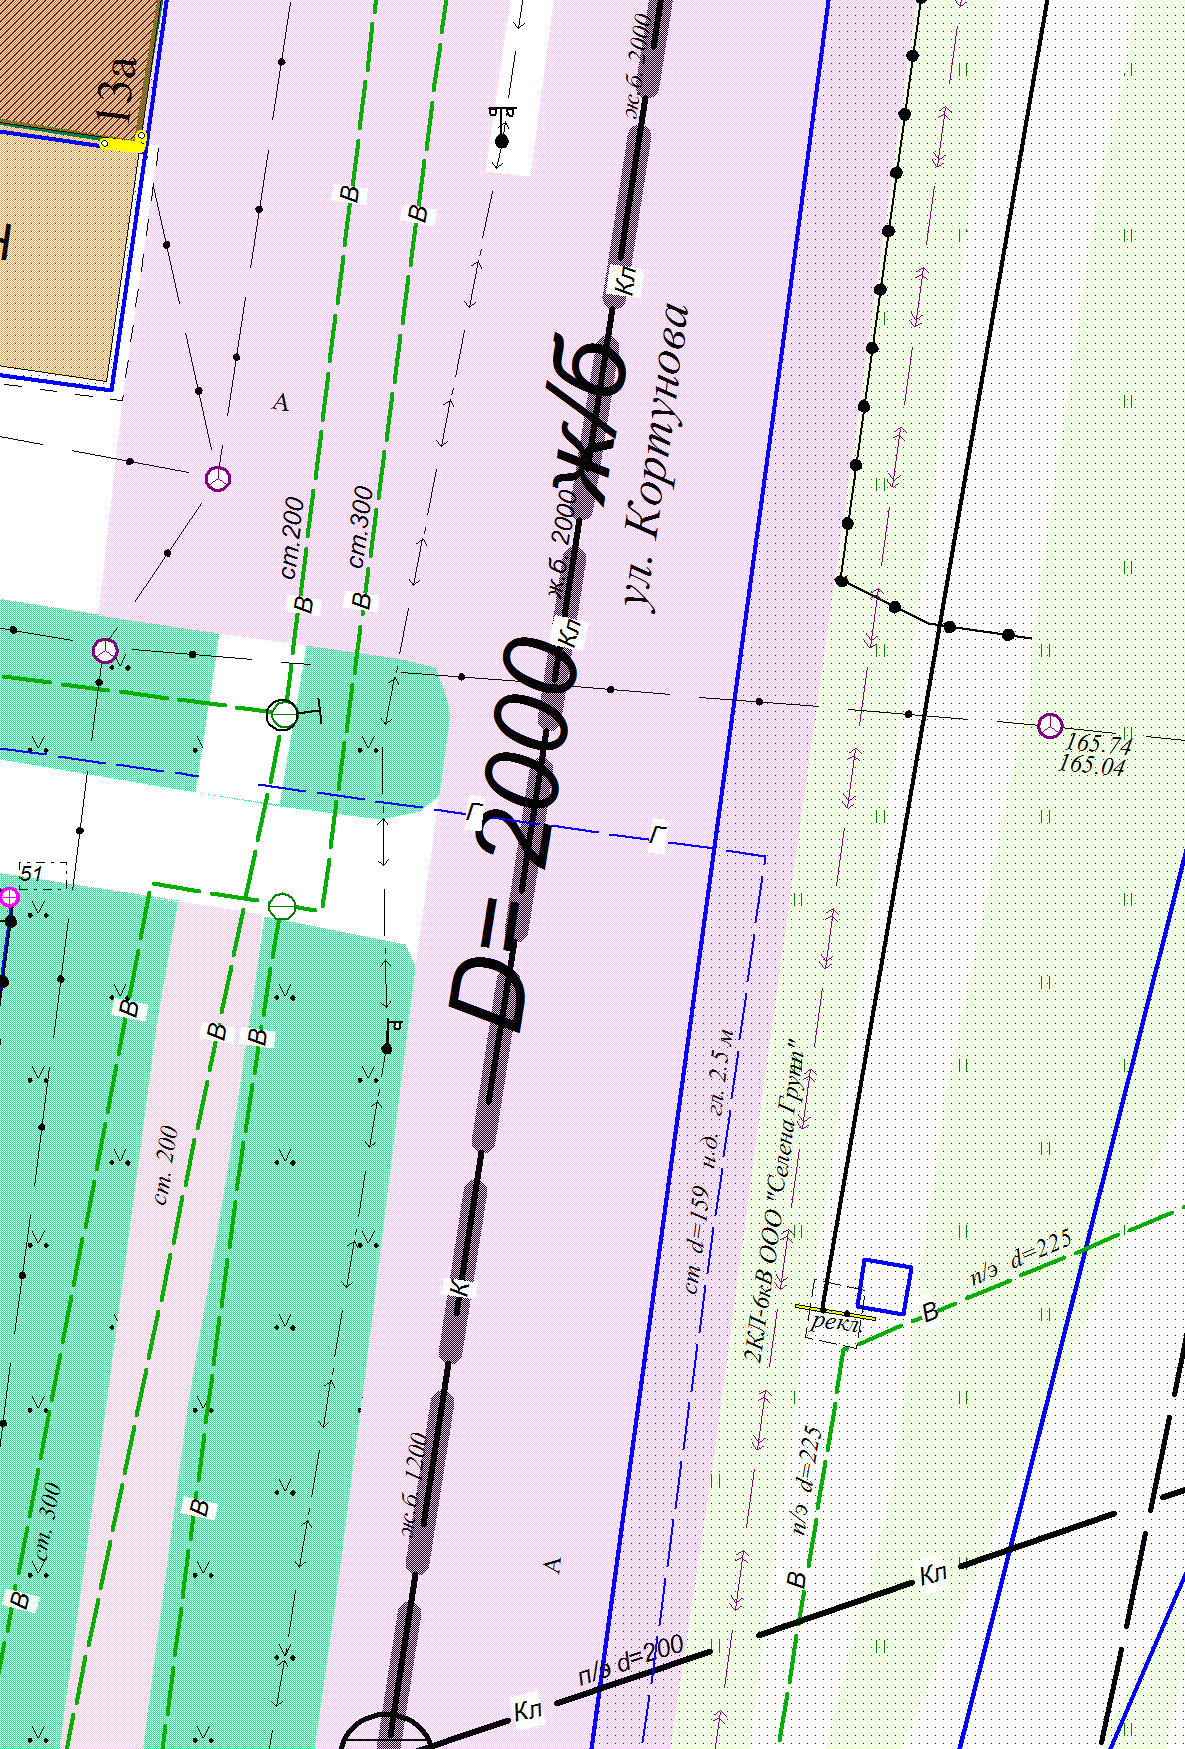 13а
ж.б. 2000
В
В
Кл
ж/б
ул. Кортунова
А
ст.200
ст.300
ж.б. 2000
В
В
Кл
D=2000
165.74
165.04
Г
Г
51
В
В
В
ст d=159 н.д. гл. 2.5 м
2КЛ-6кВ ООО "Селена Групп"
ст. 200
п/э d=225
К
В
рекл.
ж.б. 1200
п/э d=225
ст. 300
В
В
А
В
Кл
п/э d=200
Кл